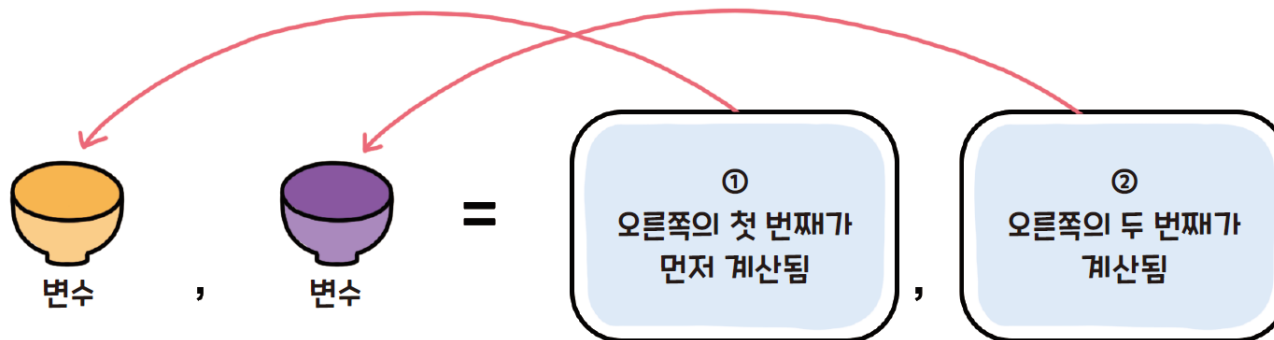 변수 , 변수 = ① 오른쪽의 첫 번째가
먼저 계산됨 , ② 오른쪽의 두 번째가
계산됨